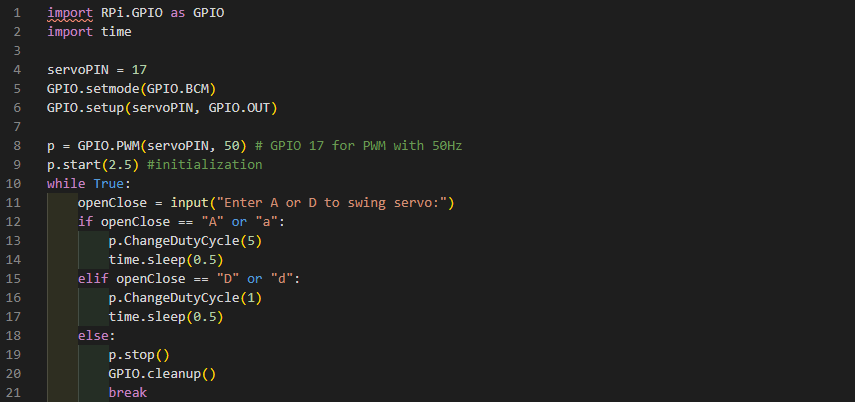 1 import RPi.GPIO as GPIO
2 import time
3
4 servoPIN = 17
5 GPIO.setmode(GPIO.BCM)
6 GPIO.setup(servoPIN, GPIO.OUT)
7
8 p = GPIO.PWM(servoPIN, 50) # GPIO 17 for PWM with 50Hz
9 p.start(2.5) #initialization
10 while True:
11     openClose = input("Enter A or D to swing servo:")
12     if openClose == "A" or "a":
13         p.ChangeDutyCycle(5)
14         time.sleep(0.5)
15     elif openClose == "D" or "d":
16         p.ChangeDutyCycle(1)
17         time.sleep(0.5)
18     else:
19         p.stop()
20         GPIO.cleanup()
21         break